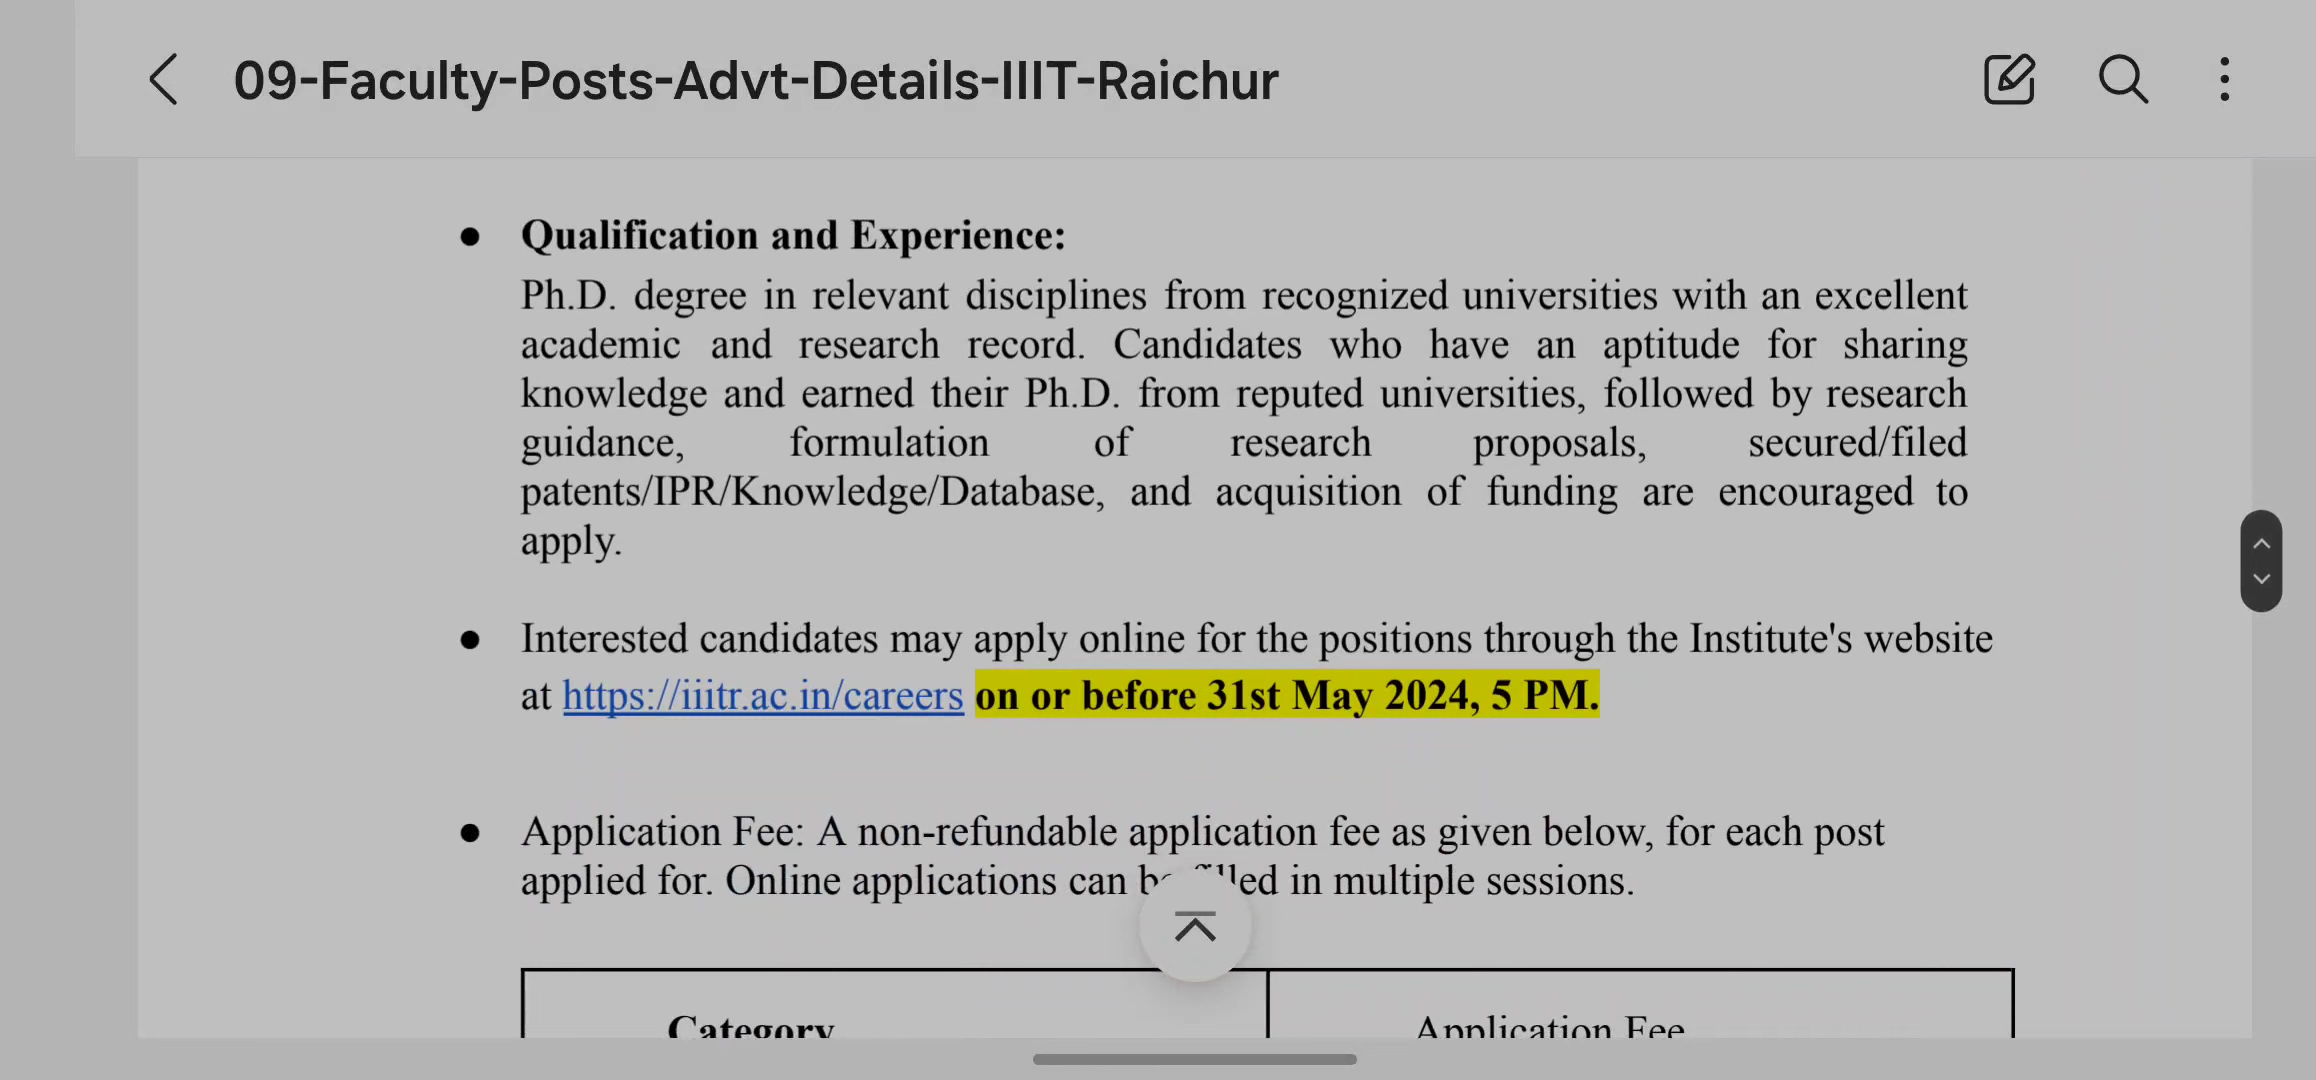 09-Faculty-Posts-Advt-Details-IIIT-Raichur
● Qualification and Experience:
Ph.D. degree in relevant disciplines from recognized universities with an excellent
academic and research record. Candidates who have an aptitude for sharing
knowledge and earned their Ph.D. from reputed universities, followed by research
guidance, formulation of research proposals, secured/filed
patents/IPR/Knowledge/Database, and acquisition of funding are encouraged to
apply.
● Interested candidates may apply online for the positions through the Institute's website
at https://iiitr.ac.in/careers on or before 31st May 2024, 5 PM.
● Application Fee: A non-refundable application fee as given below, for each post
applied for. Online applications can in multiple sessions.
Category Application Fee